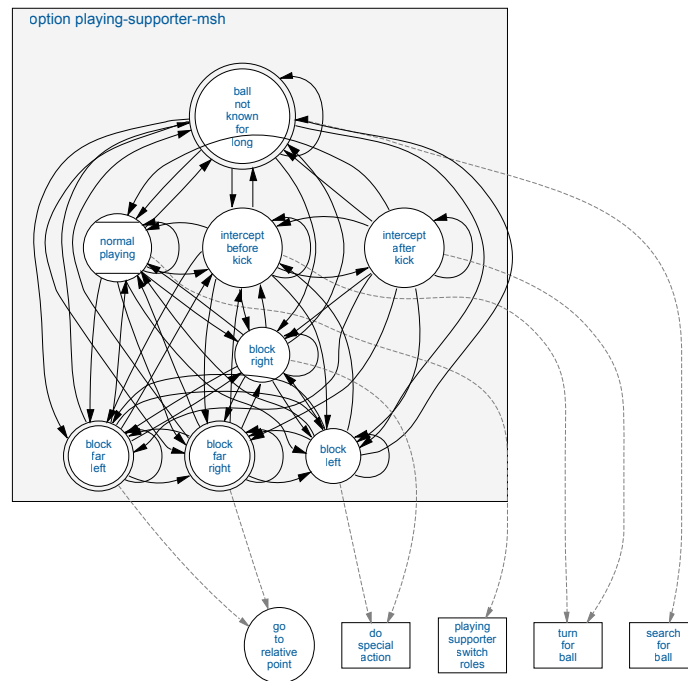 option playing-supporter-msh
ball
not
known
for
long
normal
playing
intercept
before
kick
intercept
after
kick
block
right
block
far
left
block
far
right
block
left
go
to
relative
point
do
special
action
playing
supporter
switch
roles
turn
for
ball
search
for
ball